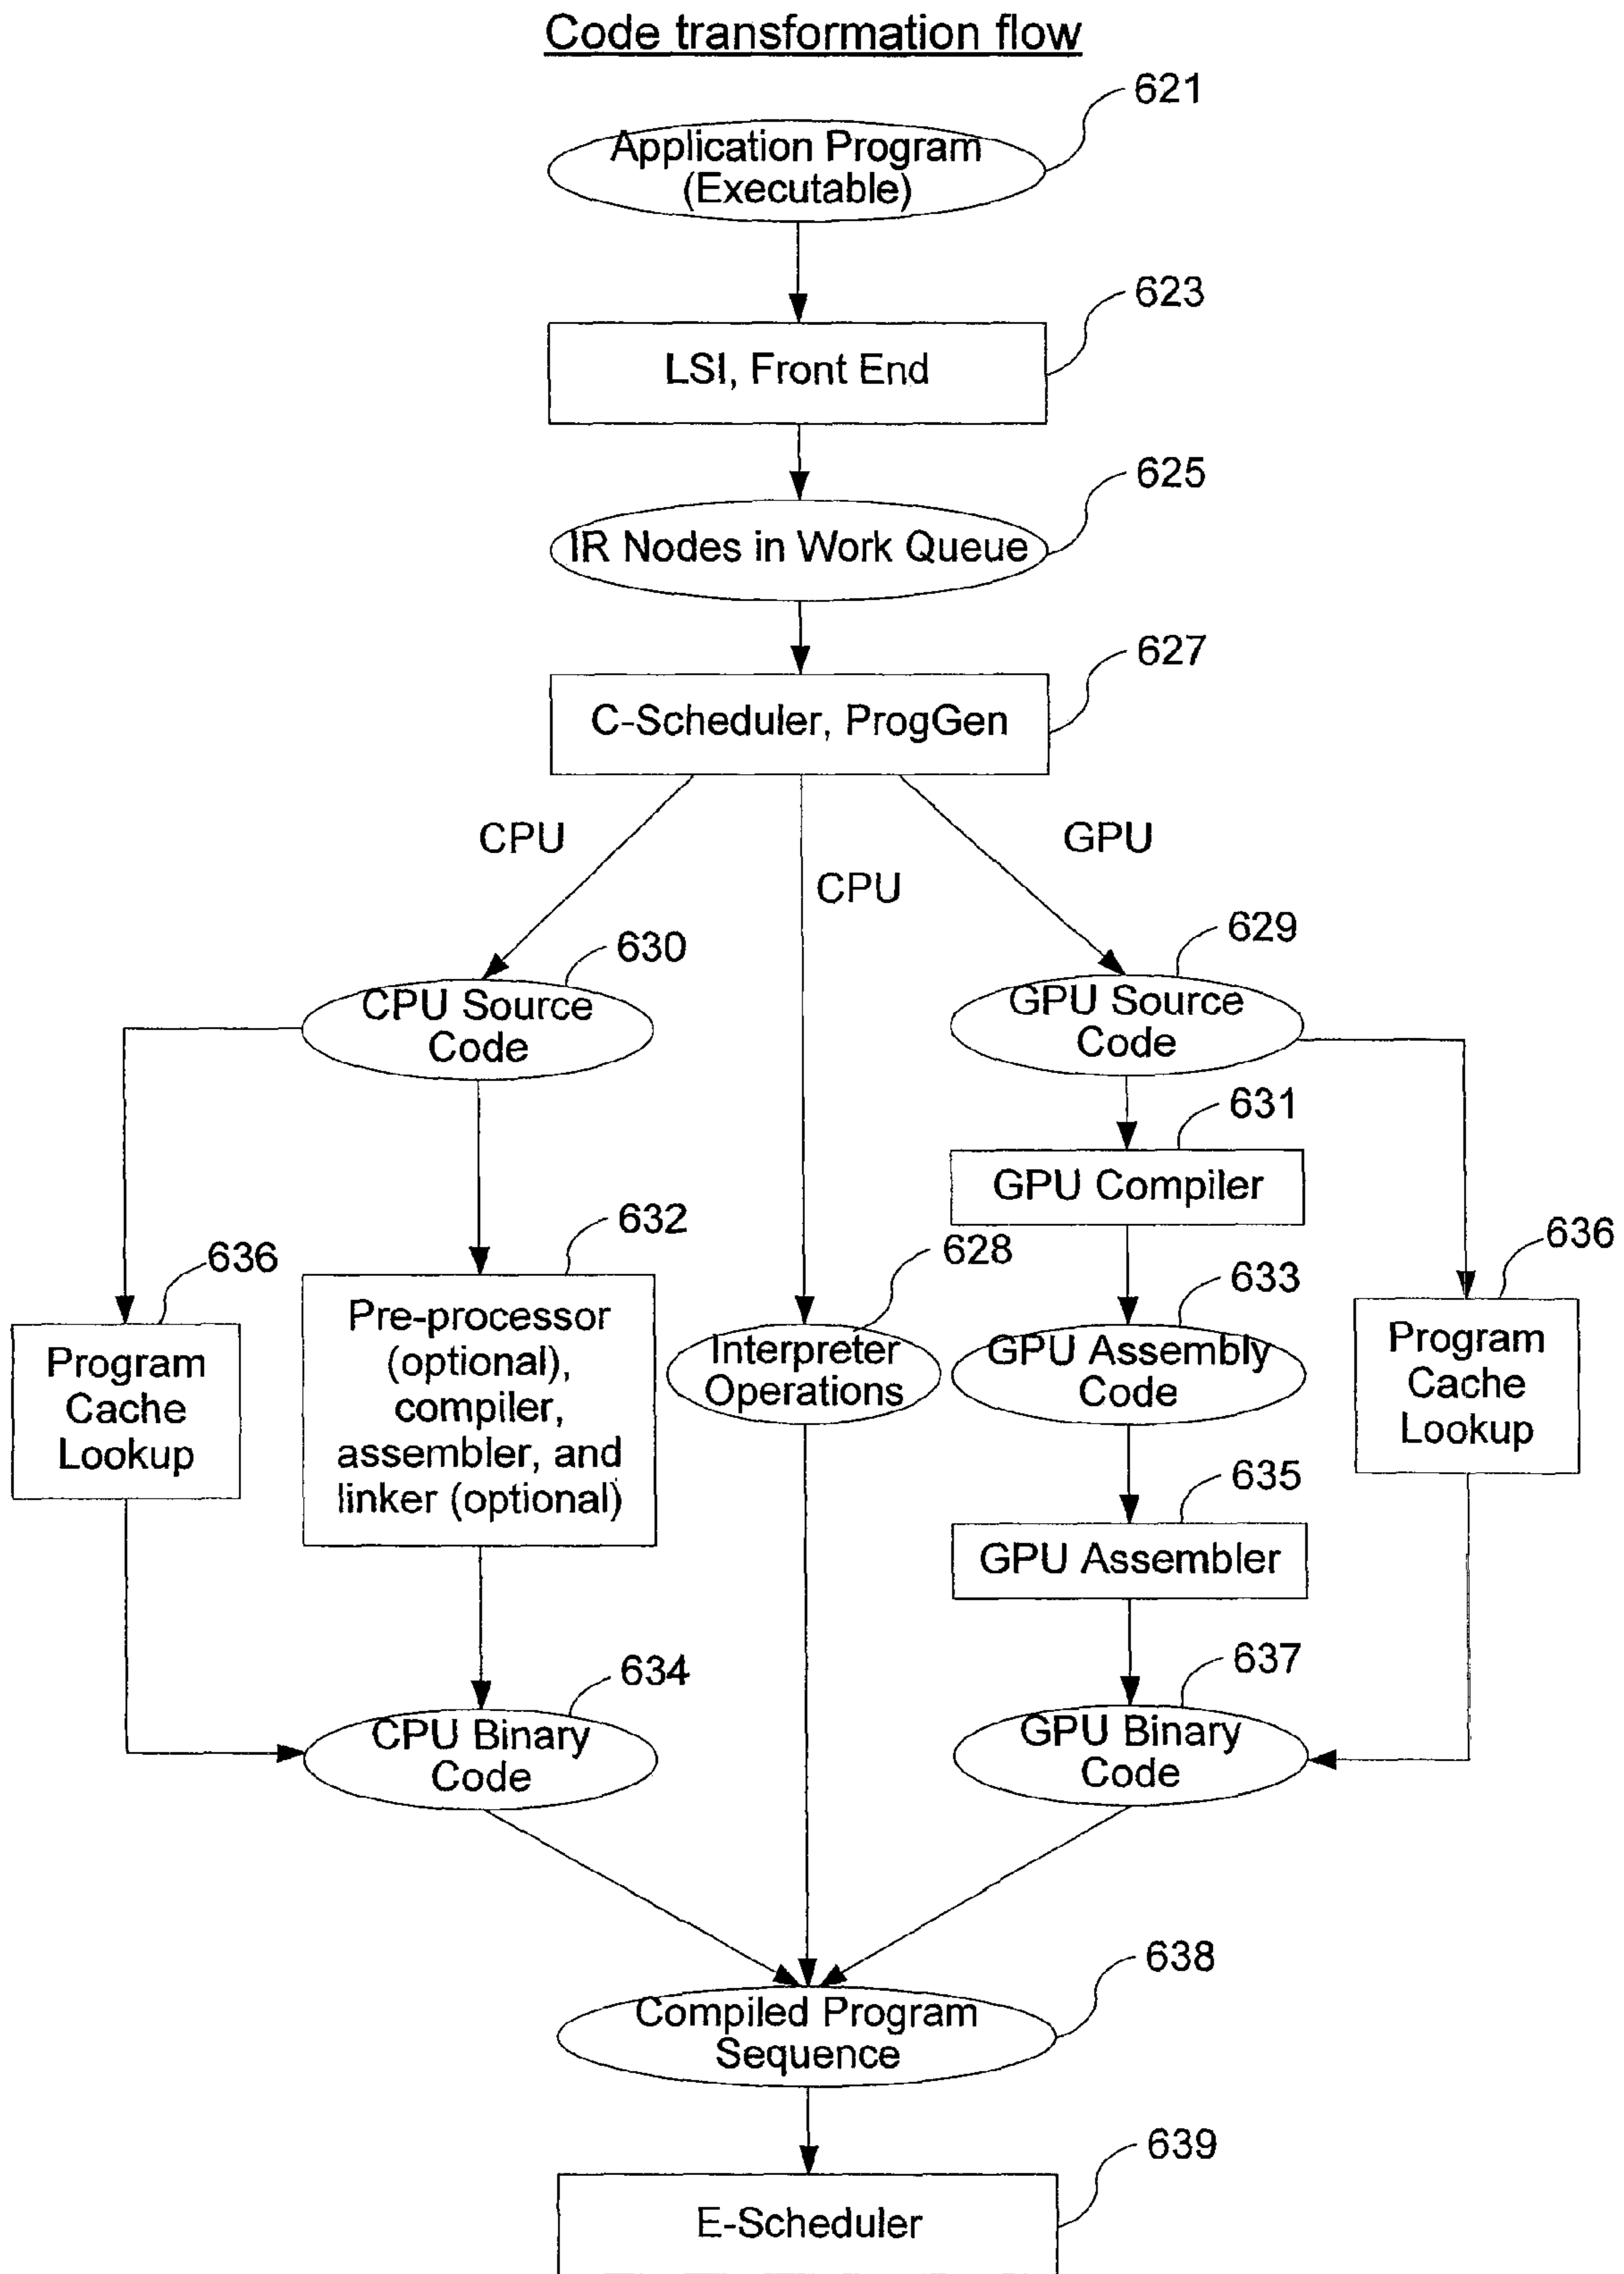 Code transformation flow
621
Application Program
(Executable)
623
LSI, Front End
625
IR Nodes in Work Queue
627
C-Scheduler, ProgGen
CPU
CPU
GPU
630
CPU Source
Code
629
GPU Source
Code
631
GPU Compiler
636
Program
Cache
Lookup
632
Pre-processor
(optional),
compiler,
assembler, and
linker (optional)
628
Interpreter
Operations
633
GPU Assembly
Code
636
Program
Cache
Lookup
635
GPU Assembler
634
CPU Binary
Code
637
GPU Binary
Code
638
Compiled Program
Sequence
639
E-Scheduler